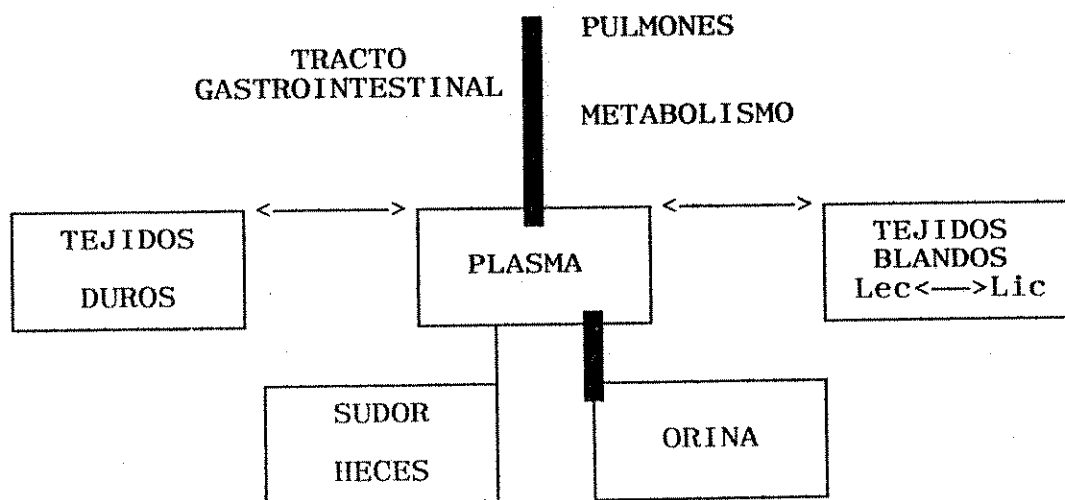 PULMONES
TRACTO
GASTROINTESTINAL
METABOLISMO
TEJIDOS
DUROS
<——>
PLASMA
<——>
TEJIDOS
BLANDOS
Lec<——>Lic
SUDOR
HECES
ORINA